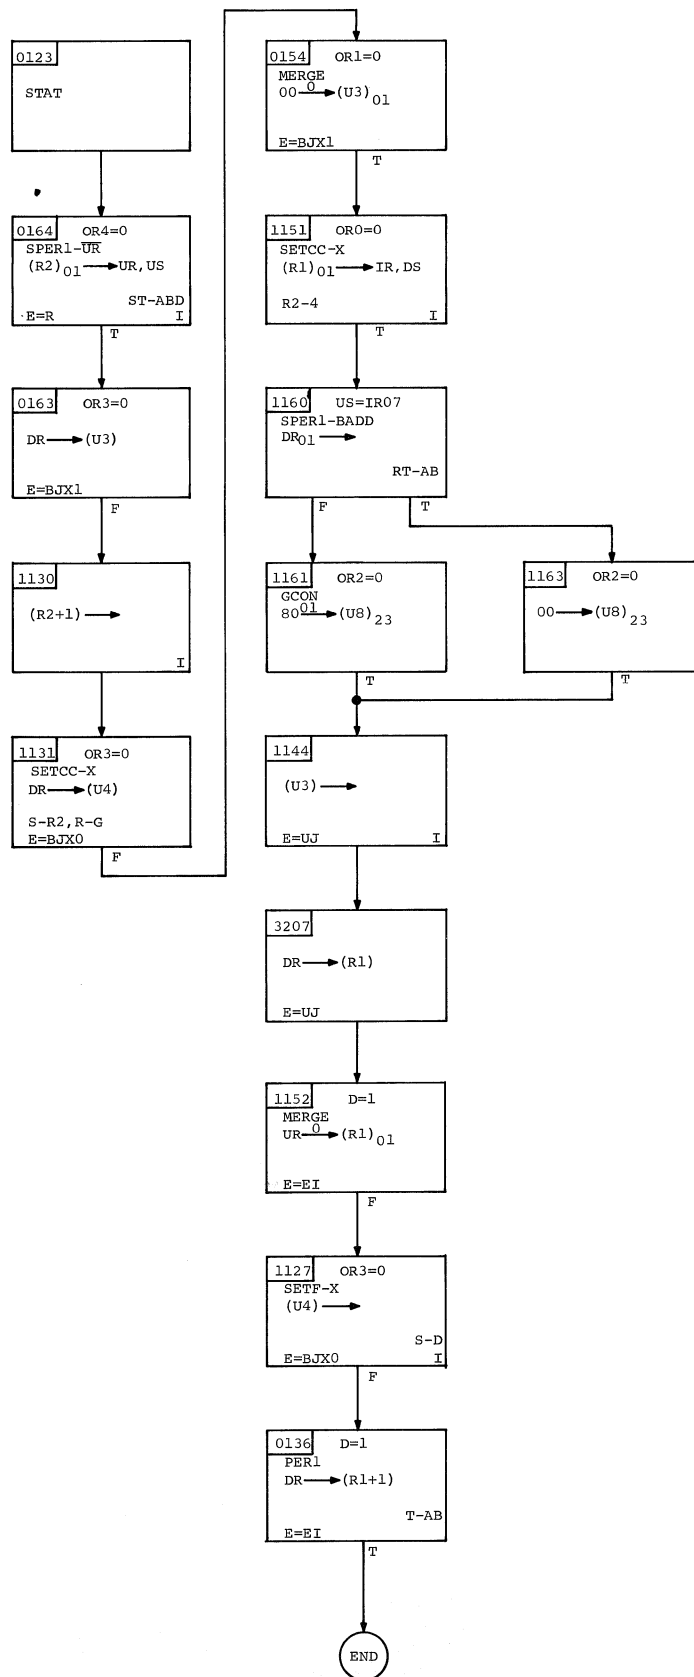 0123
STAT
0164 OR4=0
SPER1-UR
(R2)01 → UR,US
ST-ABD
E=R I
T
0163 OR3=0
DR → (U3)
E=BJX1
F
1130
(R2+1) →
I
1131 OR3=0
SETCC-X
DR → (U4)
S-R2,R-G
E=BJX0
F
0154 OR1=0
MERGE
00 0 → (U3)01
E=BJX1
T
1151 OR0=0
SETCC-X
(R1)01 → IR,DS
R2-4 I
T
1160 US=IR07
SPER1-BADD
DR01 →
RT-AB
F T
1161 OR2=0
GCON
80 01 → (U8)23
T
1163 OR2=0
00 → (U8)23
T
1144
(U3) →
E=UJ I
3207
DR → (R1)
E=UJ
1152 D=1
MERGE
UR 0 → (R1)01
E=EI
F
1127 OR3=0
SETF-X
(U4) →
S-D
E=BJX0 I
F
0136 D=1
PER1
DR → (R1+1)
T-AB
E=EI
T
END